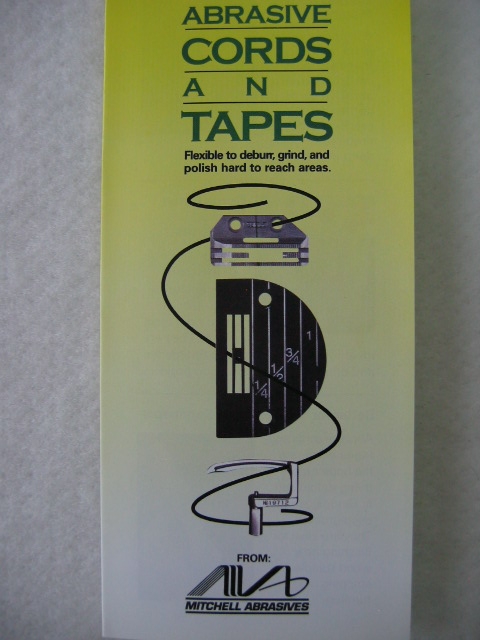 ABRASIVE
CORDS
AND
TAPES
Flexible to deburr, grind, and
polish hard to reach areas.
1
3/4
1/2
1/4
FROM:
MITCHELL ABRASIVES